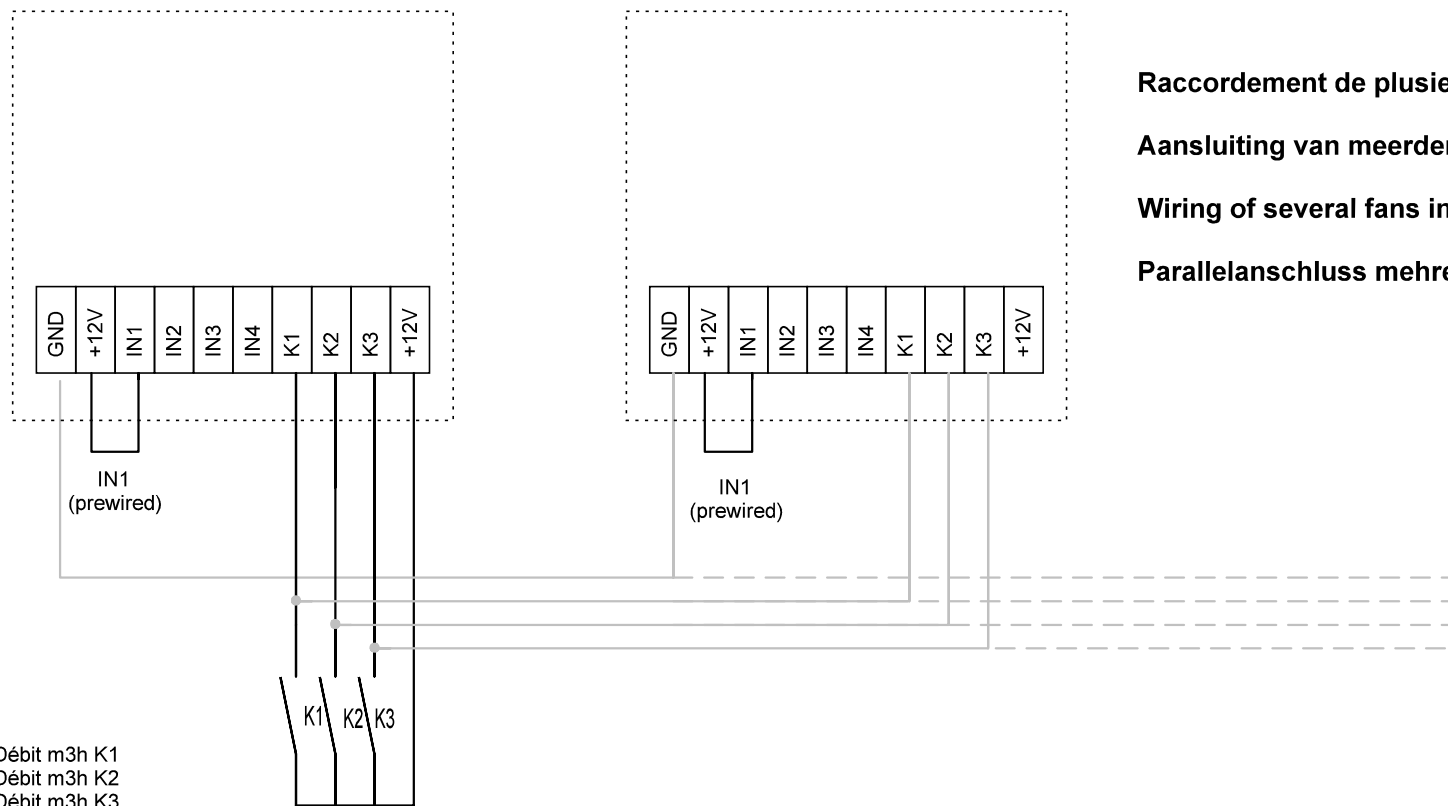 Raccordement de plusie
Aansluiting van meerder
Wiring of several fans in
Parallelanschluss mehre
GND +12V IN1 IN2 IN3 IN4 K1 K2 K3 +12V
GND +12V IN1 IN2 IN3 IN4 K1 K2 K3 +12V
IN1
(prewired)
IN1
(prewired)
K1 K2 K3
Débit m3h K1
Débit m3h K2
Débit m3h K3